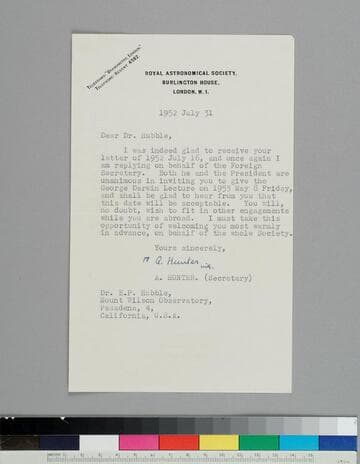 ROYAL ASTRONOMICAL SOCIETY,
BURLINGTON HOUSE,
LONDON, W. 1.
1952 July 31
Dear Dr. Hubble,
I was indeed glad to receive your
letter of 1952 July 16, and once again I
am replying on behalf of the Foreign
Secretary. Both he and the President are
unanimous in inviting you to give the
George Darwin Lecture on 1953 May 8 Friday,
and shall be glad to hear from you that
this date will be acceptable. You will,
no doubt, wish to fit in other engagements
while you are abroad. I must take this
opportunity of welcoming you most warmly
in advance, on behalf of the whole Society.
Yours sincerely,
A. Hunter
A. HUNTER. (Secretary)
Dr. E.P. Hubble,
Mount Wilson Observatory,
Pasadena, 4,
California, U.S.A.